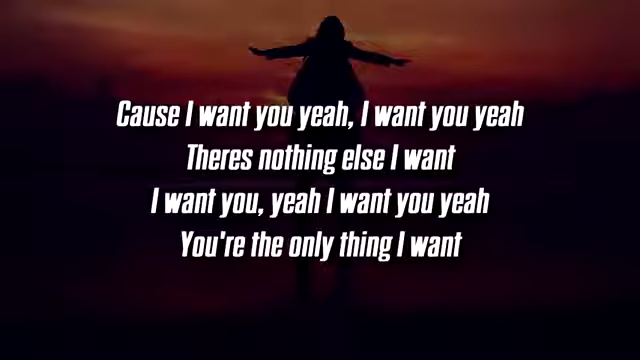 Cause I want you yeah, I want you yeah
Theres nothing else I want
I want you, yeah I want you yeah
You're the only thing I want